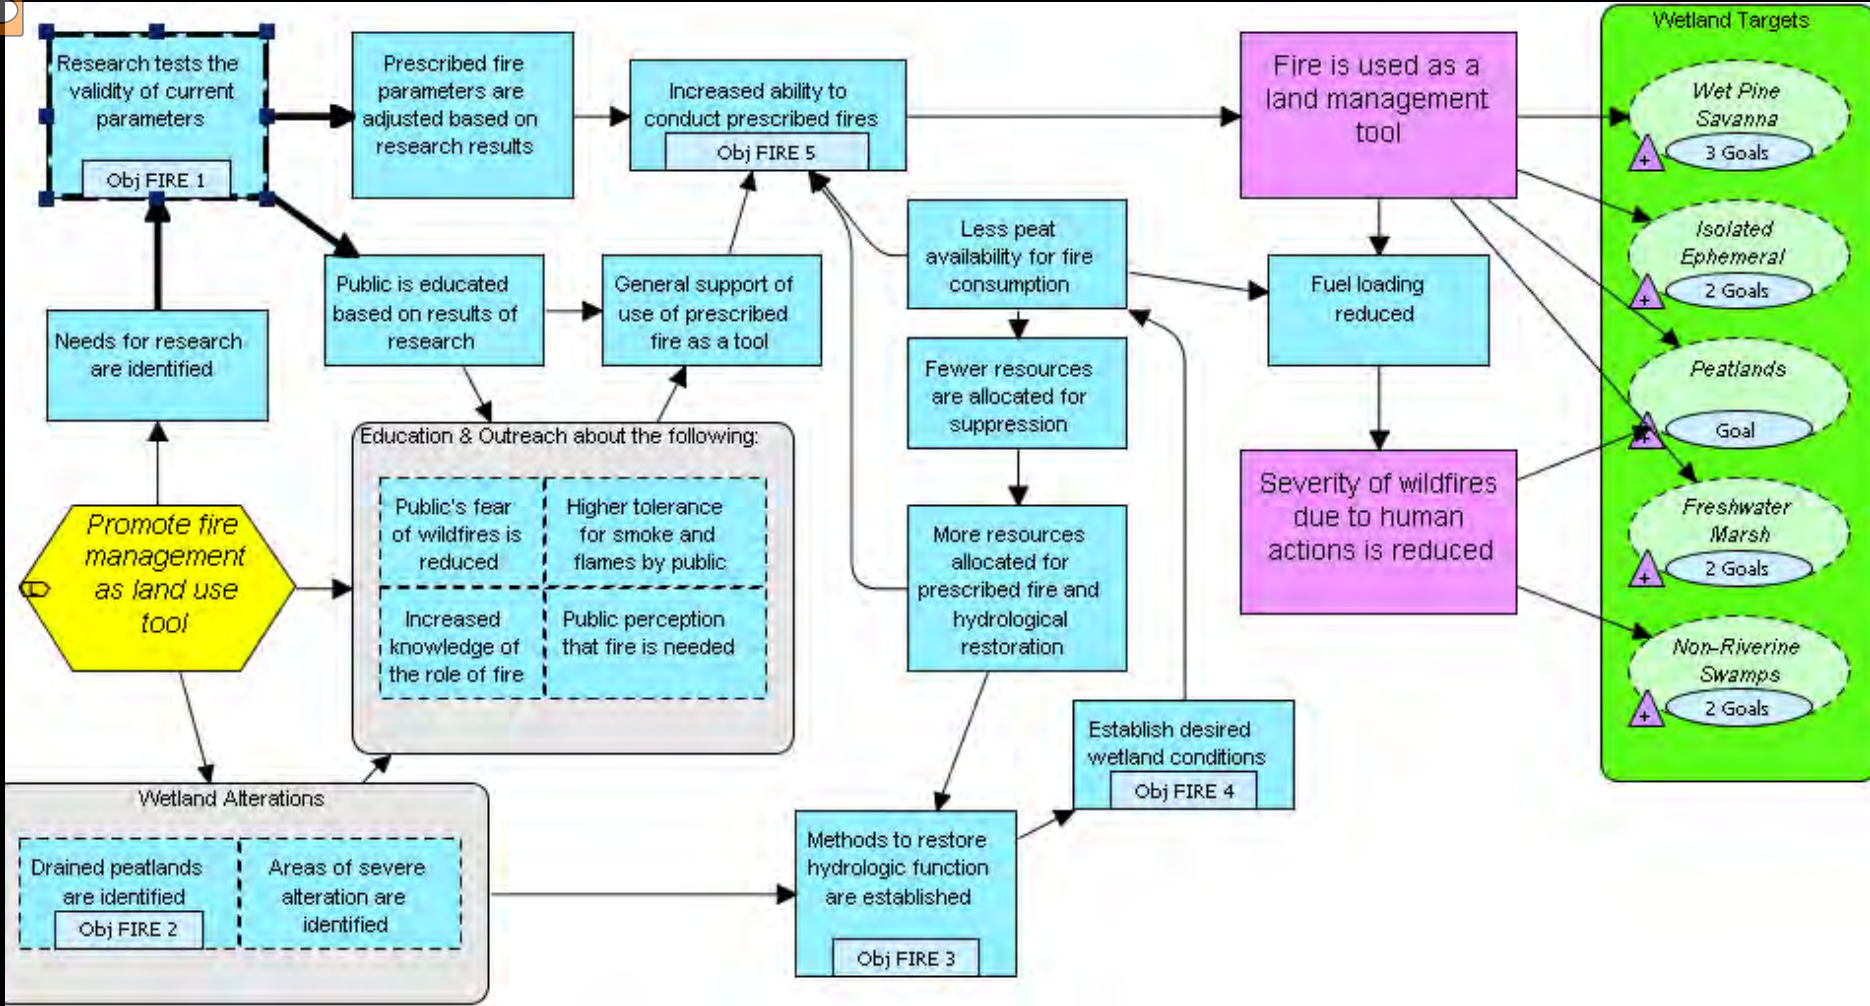 Research tests the
validity of current
parameters
Obj FIRE 1
Prescribed fire
parameters are
adjusted based on
research results
Increased ability to
conduct prescribed fires
Obj FIRE 5
Fire is used as a
land management
tool
Wetland Targets
Wet Pine
Savanna
3 Goals
+
Isolated
Ephemeral
2 Goals
+
Peatlands
Goal
+
Freshwater
Marsh
2 Goals
+
Non-Riverine
Swamps
2 Goals
+
Needs for research
are identified
Public is educated
based on results of
research
General support of
use of prescribed
fire as a tool
Less peat
availability for fire
consumption
Fuel loading
reduced
Fewer resources
are allocated for
suppression
Severity of wildfires
due to human
actions is reduced
More resources
allocated for
prescribed fire and
hydrological
restoration
Promote fire
management
as land use
tool
Education & Outreach about the following:
Public's fear
of wildfires is
reduced
Higher tolerance
for smoke and
flames by public
Increased
knowledge of
the role of fire
Public perception
that fire is needed
Establish desired
wetland conditions
Obj FIRE 4
Wetland Alterations
Drained peatlands
are identified
Obj FIRE 2
Areas of severe
alteration are
identified
Methods to restore
hydrologic function
are established
Obj FIRE 3